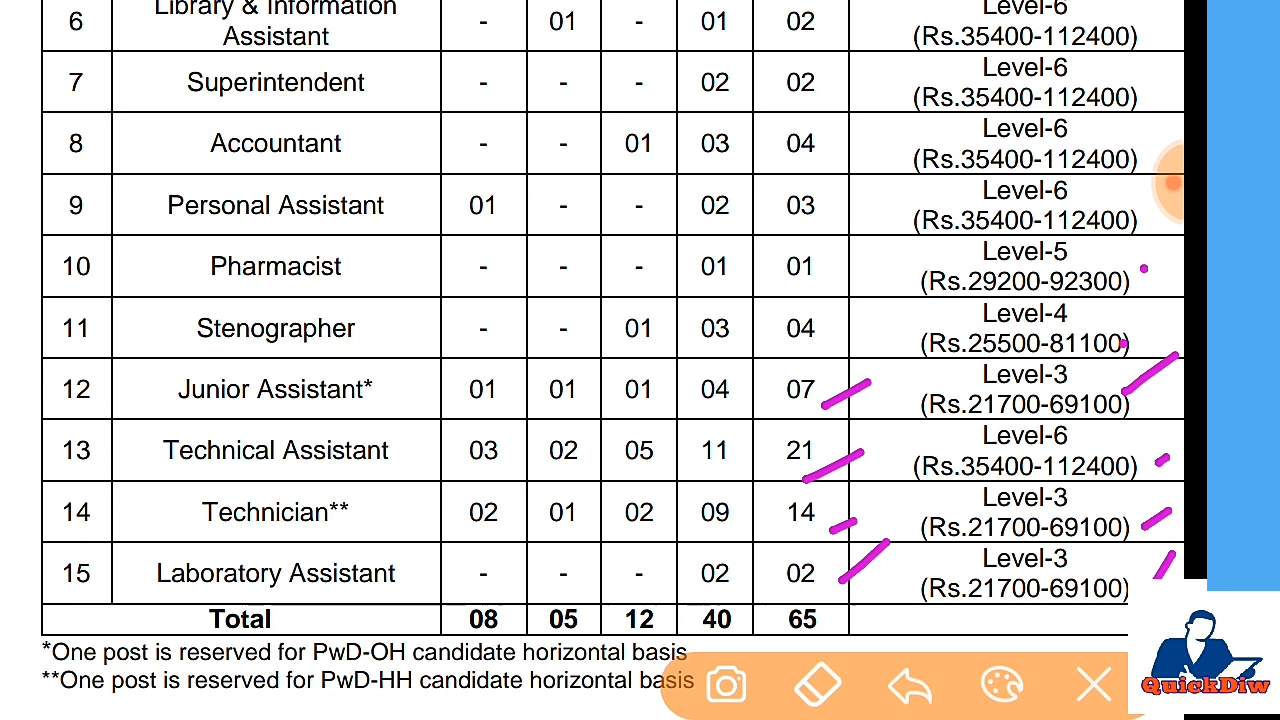 6 Library & Information Assistant - 01 - 01 02 Level-6 (Rs.35400-112400)
7 Superintendent - - - 02 02 Level-6 (Rs.35400-112400)
8 Accountant - - 01 03 04 Level-6 (Rs.35400-112400)
9 Personal Assistant 01 - - 02 03 Level-6 (Rs.35400-112400)
10 Pharmacist - - - 01 01 Level-5 (Rs.29200-92300)
11 Stenographer - - 01 03 04 Level-4 (Rs.25500-81100)
12 Junior Assistant* 01 01 01 04 07 Level-3 (Rs.21700-69100)
13 Technical Assistant 03 02 05 11 21 Level-6 (Rs.35400-112400)
14 Technician** 02 01 02 09 14 Level-3 (Rs.21700-69100)
15 Laboratory Assistant - - - 02 02 Level-3 (Rs.21700-69100)
Total 08 05 12 40 65
*One post is reserved for PwD-OH candidate horizontal basis
**One post is reserved for PwD-HH candidate horizontal basis
QuickDiw